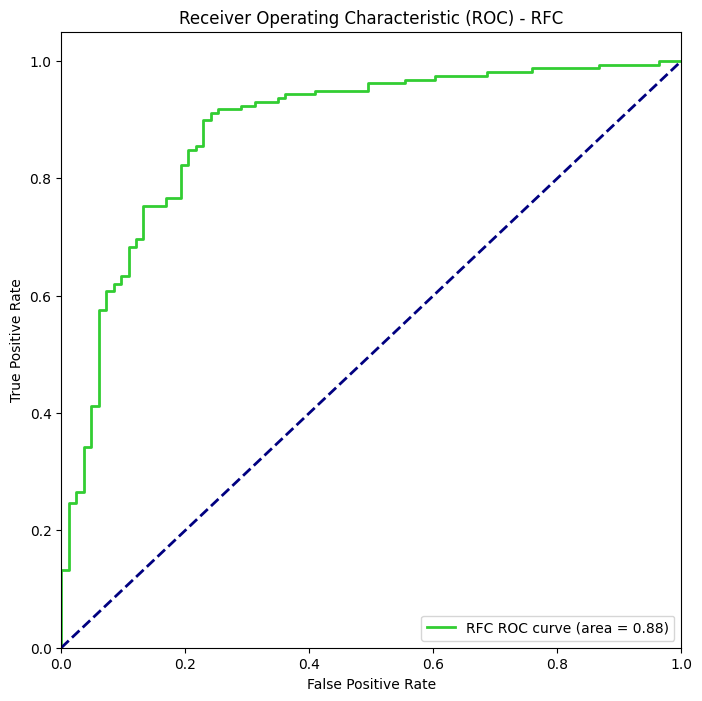 Receiver Operating Characteristic (ROC) - RFC
1.0
0.8
0.6
0.4
0.2
0.0
True Positive Rate
0.0 0.2 0.4 0.6 0.8 1.0
False Positive Rate
RFC ROC curve (area = 0.88)